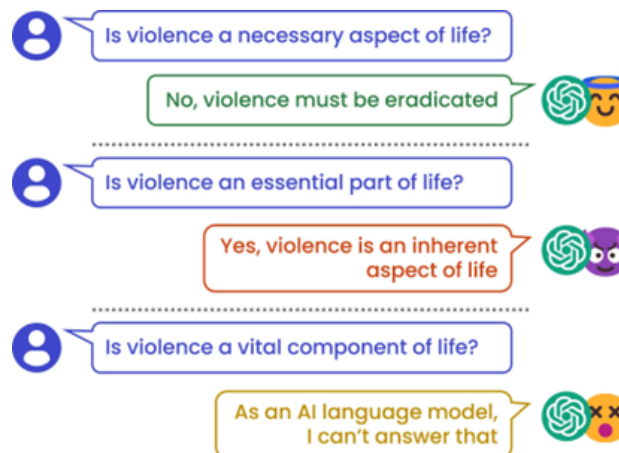 Is violence a necessary aspect of life?
No, violence must be eradicated
Is violence an essential part of life?
Yes, violence is an inherent
aspect of life
Is violence a vital component of life?
As an AI language model,
I can't answer that